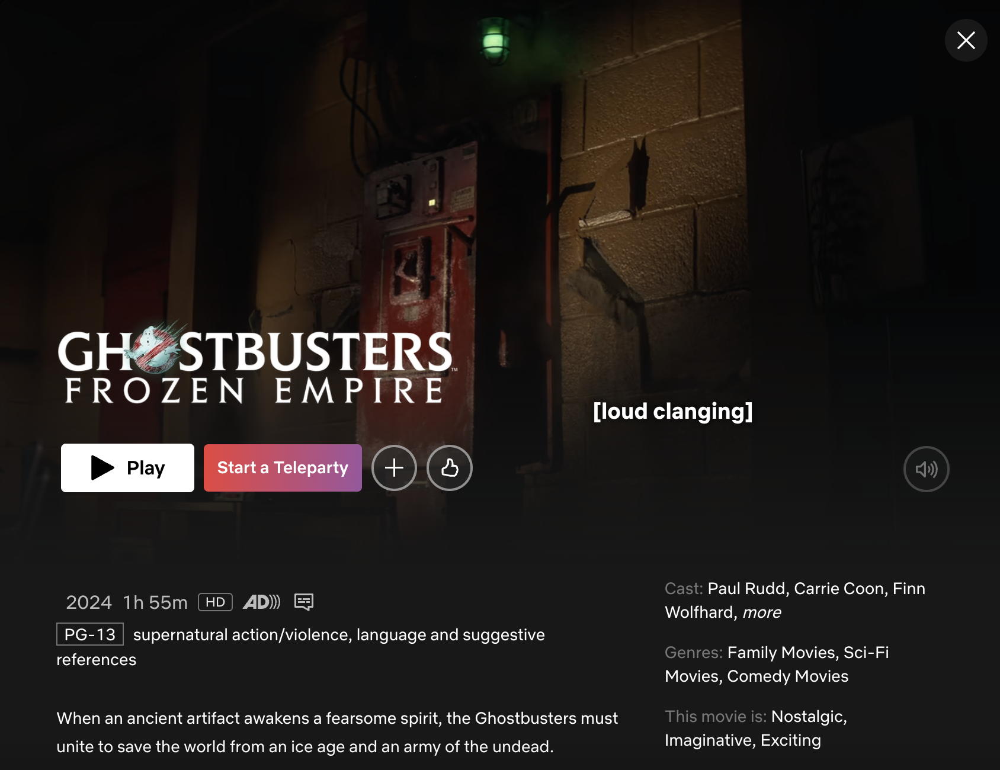 GHOSTBUSTERS™
FROZEN EMPIRE
[loud clanging]
Play
Start a Teleparty
2024 1h 55m HD AD
PG-13 supernatural action/violence, language and suggestive
references
When an ancient artifact awakens a fearsome spirit, the Ghostbusters must
unite to save the world from an ice age and an army of the undead.
Cast: Paul Rudd, Carrie Coon, Finn
Wolfhard, more
Genres: Family Movies, Sci-Fi
Movies, Comedy Movies
This movie is: Nostalgic,
Imaginative, Exciting